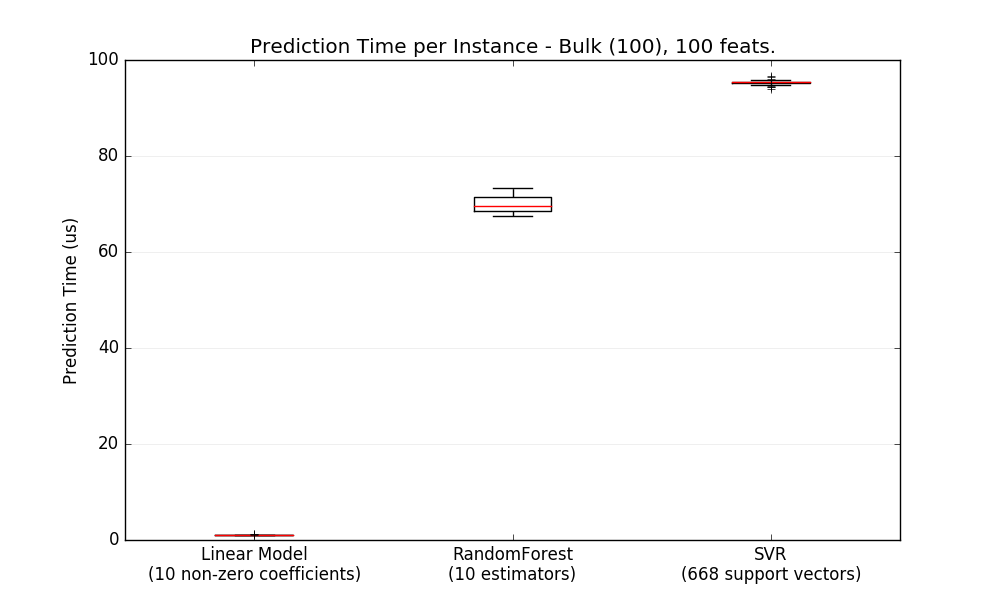 Prediction Time per Instance - Bulk (100), 100 feats.
100
80
60
40
20
0
Prediction Time (us)
Linear Model
(10 non-zero coefficients)
RandomForest
(10 estimators)
SVR
(668 support vectors)